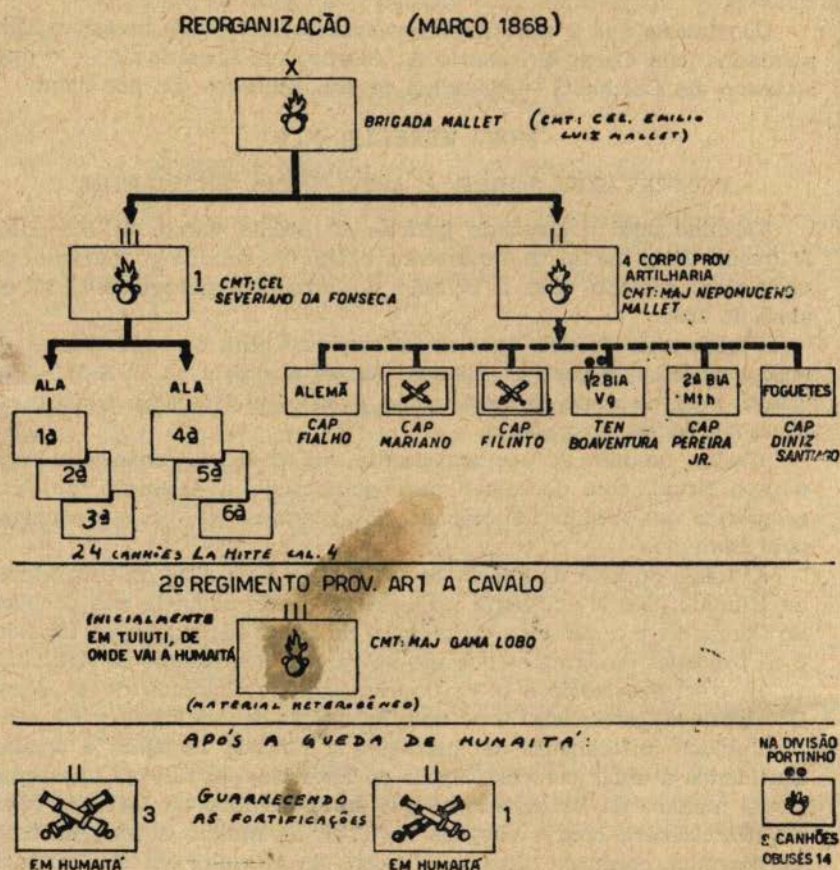 REORGANIZAÇÃO (MARÇO 1868)
X
BRIGADA MALLET (CMT: CEL. EMILIO
LUIZ MALLET)
III
1 CMT: CEL
SEVERIANO DA FONSECA
II
4 CORPO PROV
ARTILHARIA
CMT: MAJ NEPOMUCENO
MALLET
ALA
I
1ª
2ª
3ª
ALA
I
4ª
5ª
6ª
24 CANHÕES LA HITTE CAL. 4
ALEMÃ
CAP
FIALHO
CAP
MARIANO
CAP
FILINTO
1/2 BIA
Vg
TEN
BOAVENTURA
2ª BIA
Mth
CAP
PEREIRA
JR.
FOGUETES
CAP
DINIZ
SANTIAGO
2º REGIMENTO PROV. ART A CAVALO
INICIALMENTE
EM TUIUTI, DE
ONDE VAI A HUMAITÁ
III
CMT: MAJ GAMA LOBO
(MATERIAL HETEROGÊNEO)
APÓS A QUEDA DE HUMAITÁ:
II
3
EM HUMAITÁ
GUARNECENDO
AS FORTIFICAÇÕES
II
1
EM HUMAITÁ
NA DIVISÃO
PORTINHO
CANHÕES
OBUSÉS 14